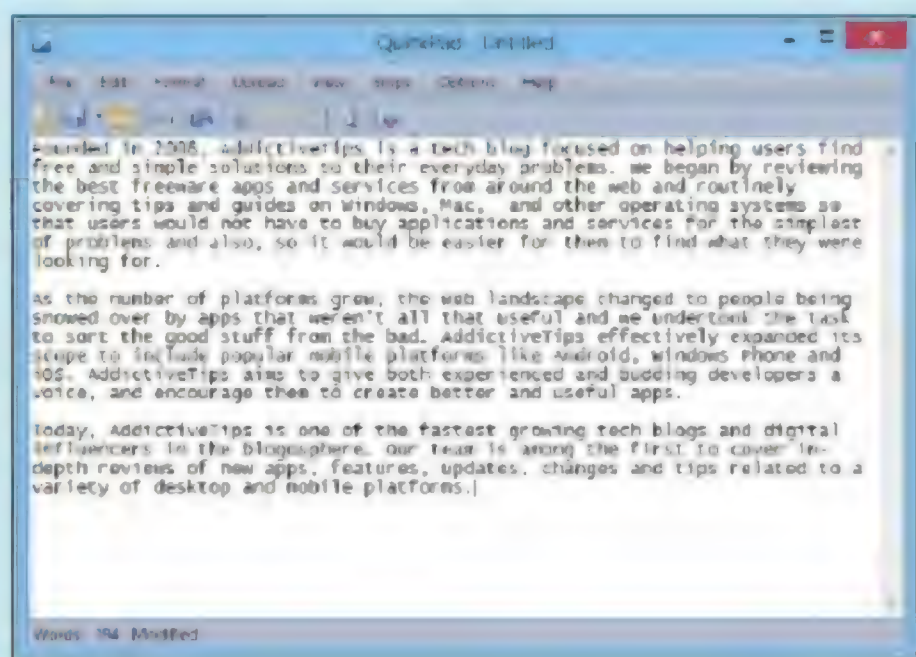 Untitled
File Edit Format Upload View Help
Founded in 2008, AddictiveTips is a tech blog focused on helping users find
free and simple solutions to their everyday problems. We began by reviewing
the best freeware apps and services from around the web and routinely
covering tips and guides on Windows, Mac, and other operating systems so
that users would not have to buy applications and services for the simplest
of problems and also, so it would be easier for them to find what they were
looking for.
As the number of platforms grew, the web landscape changed to people being
snowed over by apps that weren't all that useful and we undertook the task
to sort the good stuff from the bad. AddictiveTips effectively expanded its
scope to include popular mobile platforms like Android, Windows Phone and
iOS. AddictiveTips aims to give both experienced and budding developers a
voice, and encourage them to create better and useful apps.
Today, AddictiveTips is one of the fastest growing tech blogs and digital
influencers in the blogosphere. Our team is among the first to cover in-
depth reviews of new apps, features, updates, changes and tips related to a
variety of desktop and mobile platforms.
Words: 194 Modified